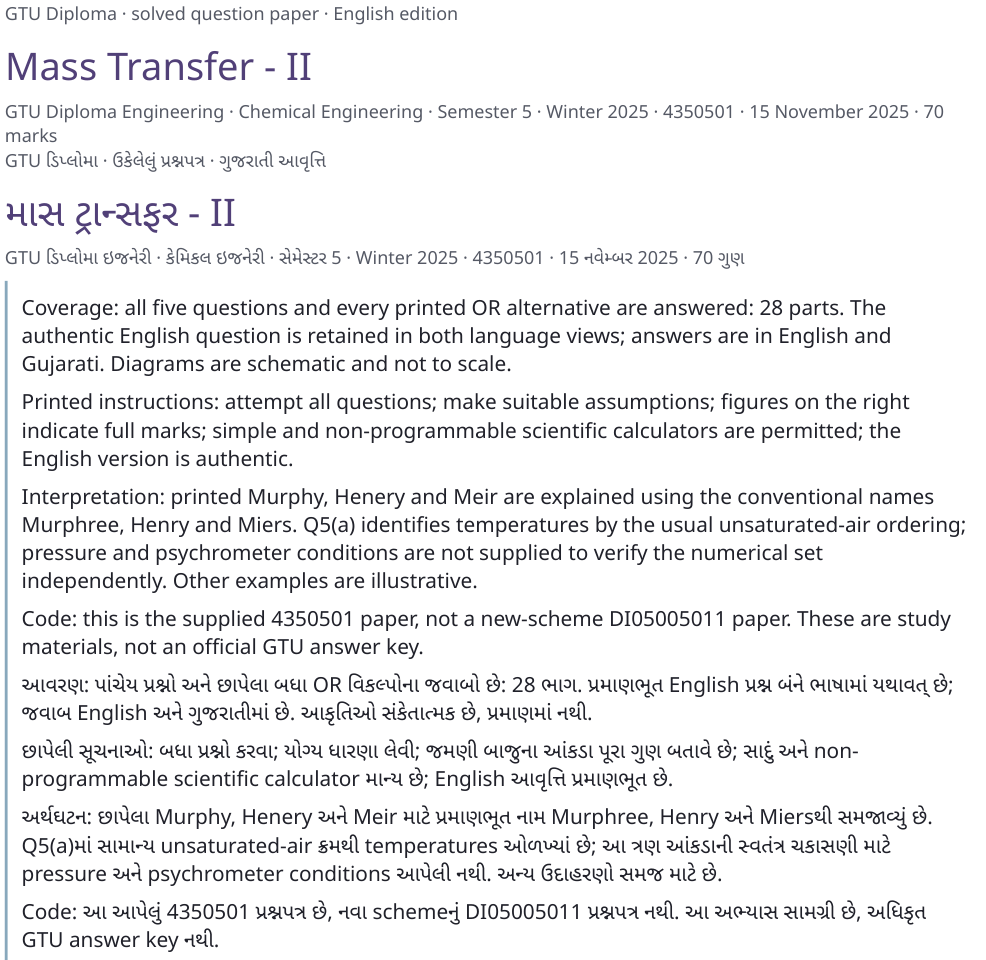 GTU Diploma · solved question paper · English edition
Mass Transfer - II
GTU Diploma Engineering · Chemical Engineering · Semester 5 · Winter 2025 · 4350501 · 15 November 2025 · 70
marks
GTU ડિપ્લોમા · ઉકેલેલું પ્રશ્નપત્ર · ગુજરાતી આવૃત્તિ
માસ ટ્રાન્સફર - II
GTU ડિપ્લોમા ઇજનેરી · કેમિકલ ઇજનેરી · સેમેસ્ટર 5 · Winter 2025 · 4350501 · 15 નવેમ્બર 2025 · 70 ગુણ
Coverage: all five questions and every printed OR alternative are answered: 28 parts. The
authentic English question is retained in both language views; answers are in English and
Gujarati. Diagrams are schematic and not to scale.
Printed instructions: attempt all questions; make suitable assumptions; figures on the right
indicate full marks; simple and non-programmable scientific calculators are permitted; the
English version is authentic.
Interpretation: printed Murphy, Henery and Meir are explained using the conventional names
Murphree, Henry and Miers. Q5(a) identifies temperatures by the usual unsaturated-air ordering;
pressure and psychrometer conditions are not supplied to verify the numerical set
independently. Other examples are illustrative.
Code: this is the supplied 4350501 paper, not a new-scheme DI05005011 paper. These are study
materials, not an official GTU answer key.
આવરણ: પાંચેય પ્રશ્નો અને છાપેલા બધા OR વિકલ્પોના જવાબો છે: 28 ભાગ. પ્રમાણભૂત English પ્રશ્ન બંને ભાષામાં યથાવત્ છે;
જવાબ English અને ગુજરાતીમાં છે. આકૃતિઓ સંકેતાત્મક છે, પ્રમાણમાં નથી.
છાપેલી સૂચનાઓ: બધા પ્રશ્નો કરવા; યોગ્ય ધારણા લેવી; જમણી બાજુના આંકડા પૂરા ગુણ બતાવે છે; સાદું અને non-
programmable scientific calculator માન્ય છે; English આવૃત્તિ પ્રમાણભૂત છે.
અર્થઘટન: છાપેલા Murphy, Henery અને Meir માટે પ્રમાણભૂત નામ Murphree, Henry અને Miersથી સમજાવ્યું છે.
Q5(a)માં સામાન્ય unsaturated-air ક્રમથી temperatures ઓળખ્યાં છે; આ ત્રણ આંકડાની સ્વતંત્ર ચકાસણી માટે
pressure અને psychrometer conditions આપેલી નથી. અન્ય ઉદાહરણો સમજ માટે છે.
Code: આ આપેલું 4350501 પ્રશ્નપત્ર છે, નવા schemeનું DI05005011 પ્રશ્નપત્ર નથી. આ અભ્યાસ સામગ્રી છે, અધિકૃત
GTU answer key નથી.